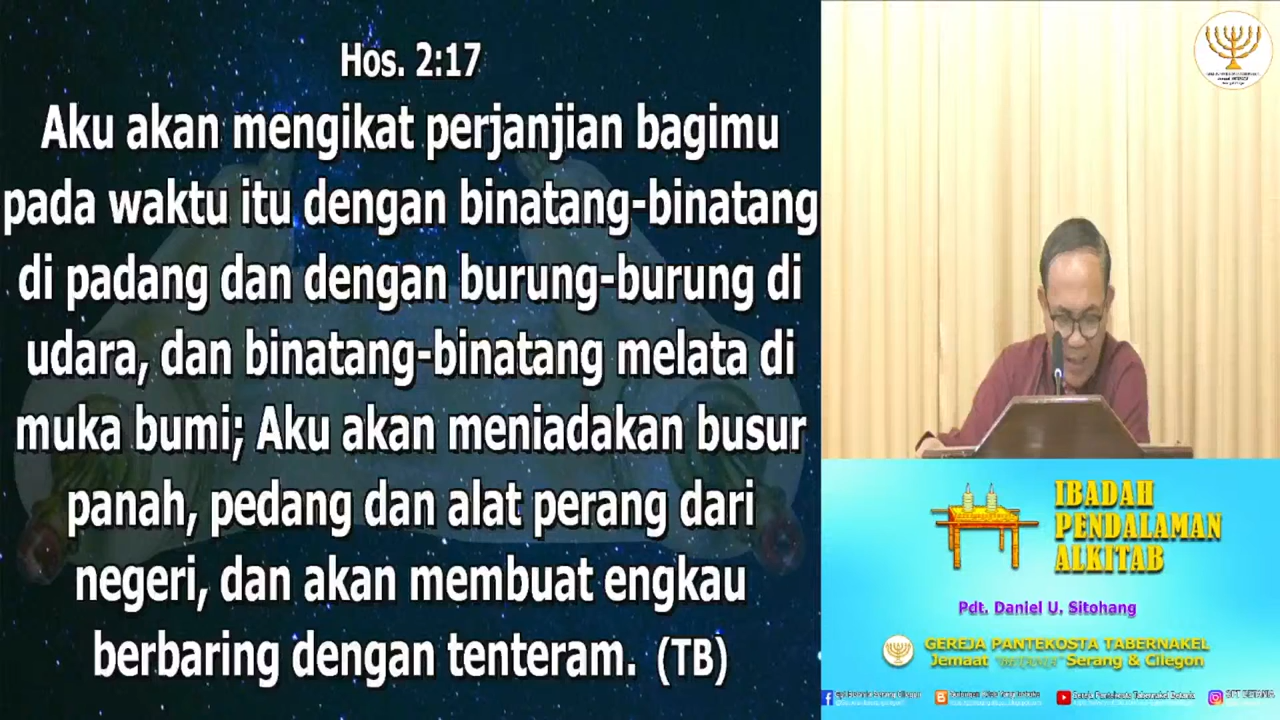 Hos. 2:17
Aku akan mengikat perjanjian bagimu
pada waktu itu dengan binatang-binatang
di padang dan dengan burung-burung di
udara, dan binatang-binatang melata di
muka bumi; Aku akan meniadakan busur
panah, pedang dan alat perang dari
negeri, dan akan membuat engkau
berbaring dengan tenteram. (TB)
IBADAH
PENDALAMAN
ALKITAB
Pdt. Daniel U. Sitohang
GEREJA PANTEKOSTA TABERNAKEL
Jemaat Serang & Cilegon